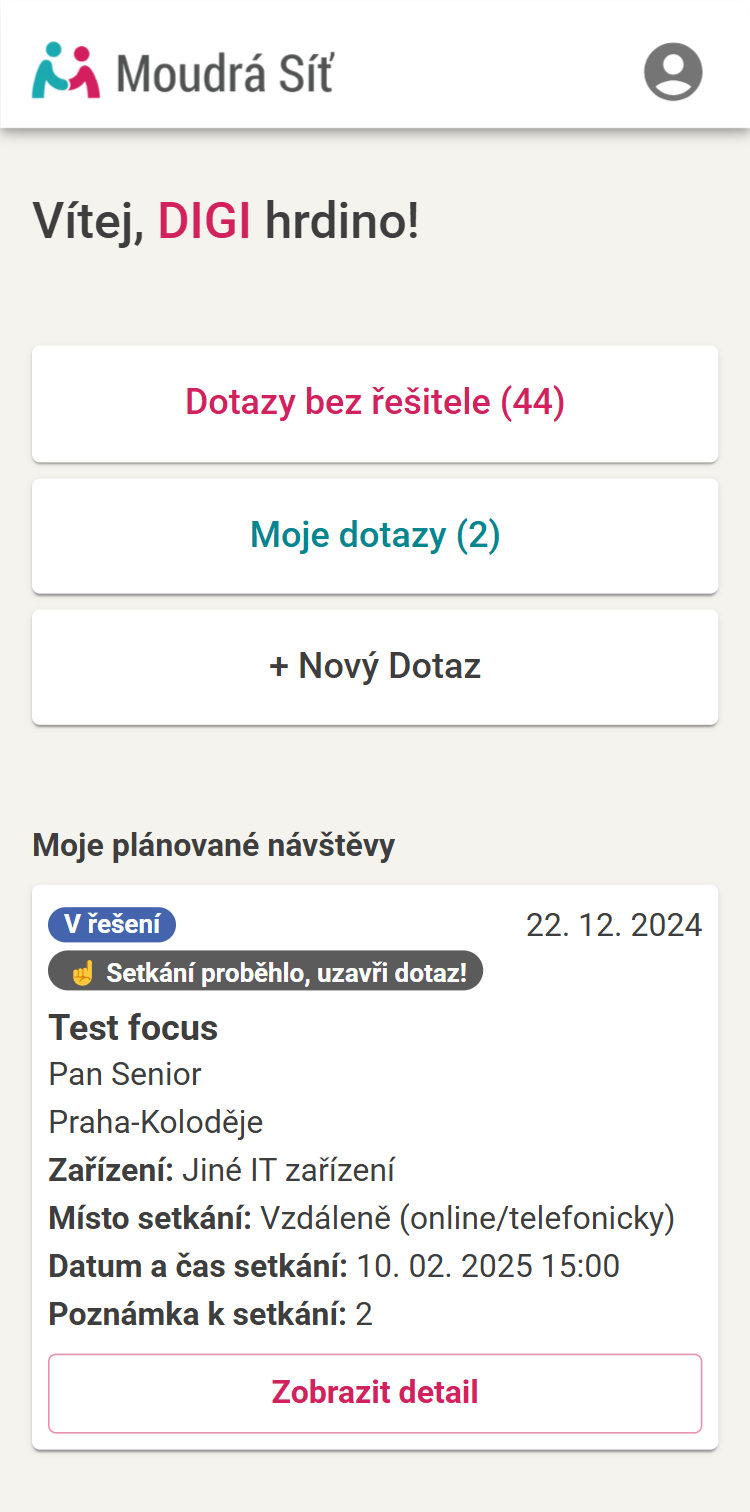 Moudrá Síť
Vítej, DIGI hrdino!
Dotazy bez řešitele (44)
Moje dotazy (2)
+ Nový Dotaz
Moje plánované návštěvy
V řešení
22. 12. 2024
☝️ Setkání proběhlo, uzavři dotaz!
Test focus
Pan Senior
Praha-Koloděje
Zařízení: Jiné IT zařízení
Místo setkání: Vzdáleně (online/telefonicky)
Datum a čas setkání: 10. 02. 2025 15:00
Poznámka k setkání: 2
Zobrazit detail